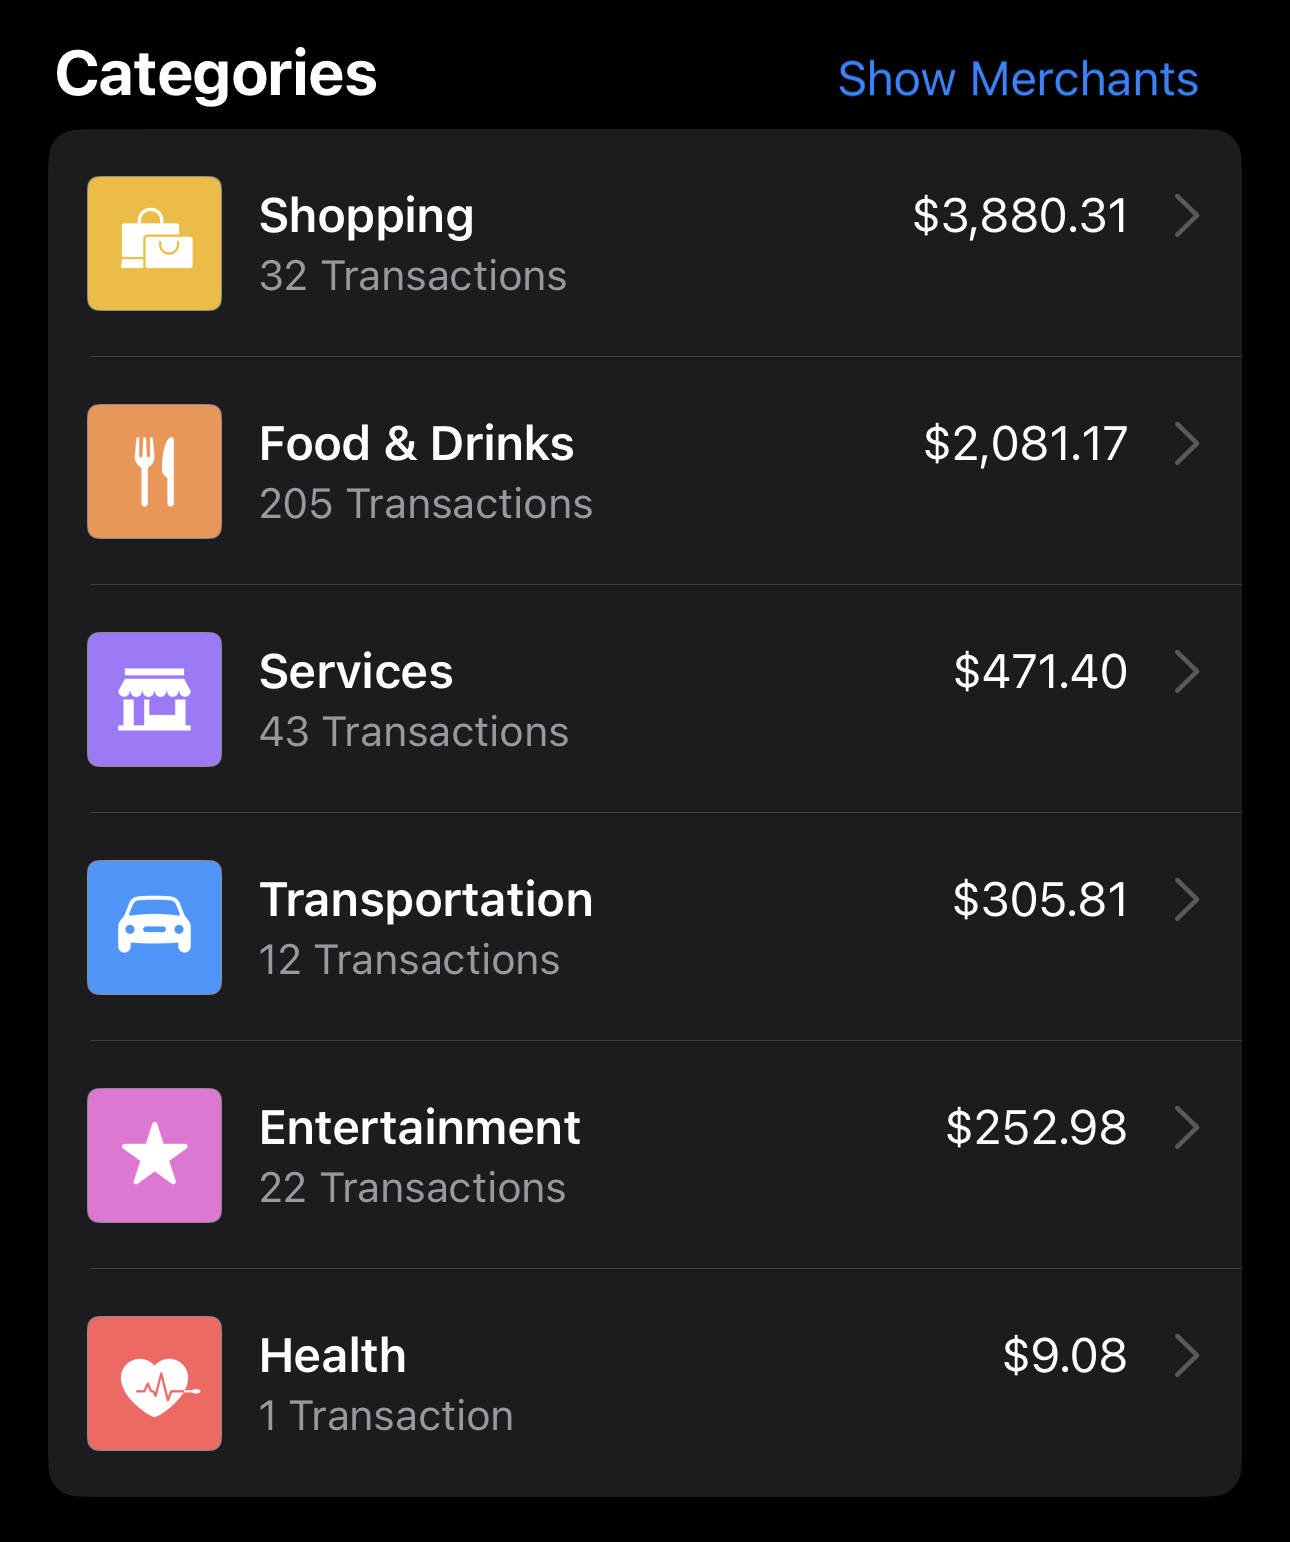 Categories
Show Merchants
Shopping
$3,880.31
32 Transactions
Food & Drinks
$2,081.17
205 Transactions
Services
$471.40
43 Transactions
Transportation
$305.81
12 Transactions
Entertainment
$252.98
22 Transactions
Health
$9.08
1 Transaction